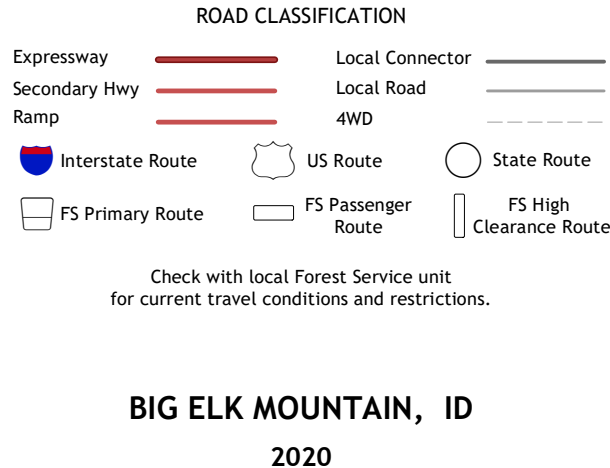 ROAD CLASSIFICATION
Expressway
Local Connector
Secondary Hwy
Local Road
Ramp
4WD
Interstate Route
US Route
State Route
FS Primary Route
FS Passenger
Route
FS High
Clearance Route
Check with local Forest Service unit
for current travel conditions and restrictions.
BIG ELK MOUNTAIN, ID
2020